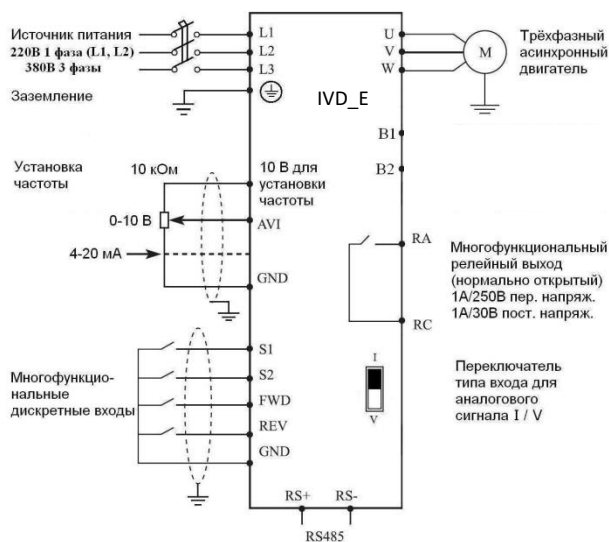 Источник питания
220В 1 фаза (L1, L2)
380В 3 фазы
Заземление
L1
L2
L3
IVD_E
U
V
W
M
Трёхфазный
асинхронный
двигатель
B1
B2
Установка
частоты
10 кОм
0-10 В
4-20 мА
10 В для
установки
частоты
AVI
GND
RA
RC
Многофункциональный
релейный выход
(нормально открытый)
1А/250В пер. напряж.
1А/30В пост. напряж.
Многофункцио-
нальные
дискретные входы
S1
S2
FWD
REV
GND
I
V
Переключатель
типа входа для
аналогового
сигнала I / V
RS+
RS-
RS485